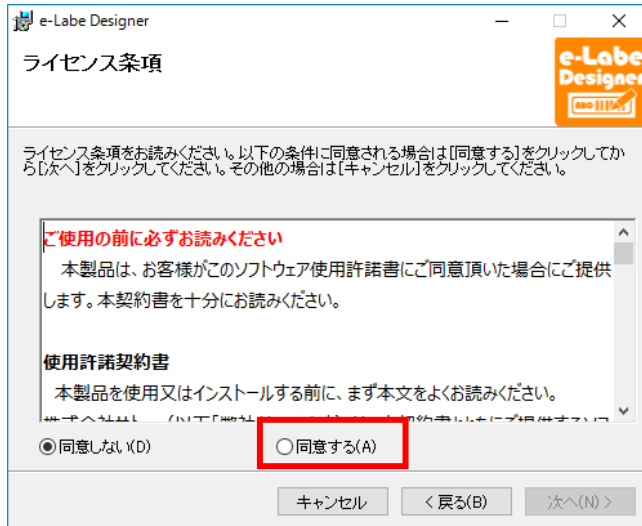 e-Labe Designer
ライセンス条項
e-Labe
Designer
ライセンス条項をお読みください。以下の条件に同意される場合は[同意する]をクリックしてか
ら[次へ]をクリックしてください。その他の場合は[キャンセル]をクリックしてください。
ご使用の前に必ずお読みください
本製品は、お客様がこのソフトウェア使用許諾書にご同意頂いた場合にご提供
します。本契約書を十分にお読みください。
使用許諾契約書
本製品を使用又はインストールする前に、まず本文をよくお読みください。
同意しない(D)
同意する(A)
キャンセル
< 戻る(B)
次へ(N) >